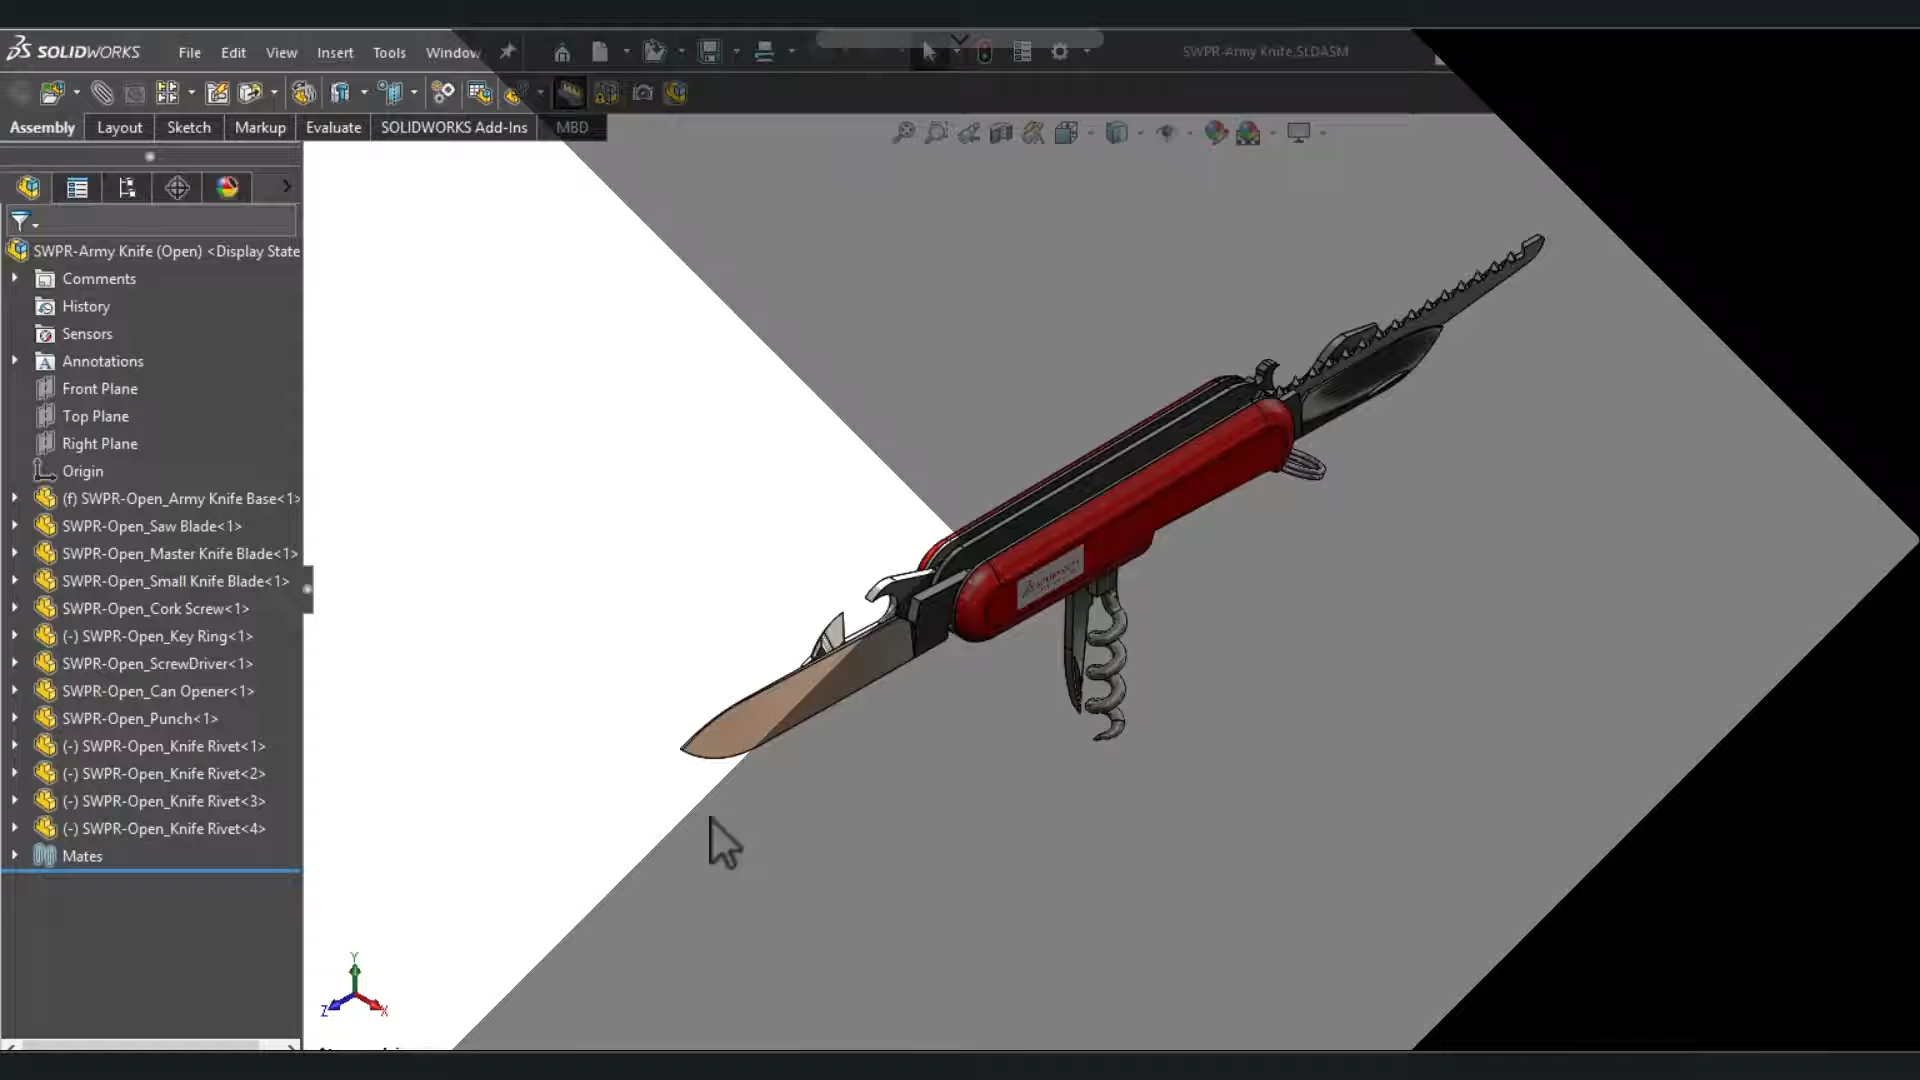 SOLIDWORKS File Edit View Insert Tools Window SWPR-Army Knife.SLDASM
Assembly Layout Sketch Markup Evaluate SOLIDWORKS Add-Ins MBD
SWPR-Army Knife (Open) <Display State
Comments
History
Sensors
Annotations
Front Plane
Top Plane
Right Plane
Origin
(f) SWPR-Open_Army Knife Base<1>
SWPR-Open_Saw Blade<1>
SWPR-Open_Master Knife Blade<1>
SWPR-Open_Small Knife Blade<1>
SWPR-Open_Cork Screw<1>
(-) SWPR-Open_Key Ring<1>
SWPR-Open_ScrewDriver<1>
SWPR-Open_Can Opener<1>
SWPR-Open_Punch<1>
(-) SWPR-Open_Knife Rivet<1>
(-) SWPR-Open_Knife Rivet<2>
(-) SWPR-Open_Knife Rivet<3>
(-) SWPR-Open_Knife Rivet<4>
Mates
Y
Z X